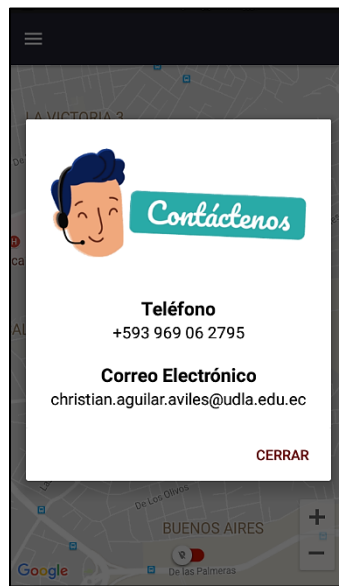 LA VICTORIA 3
Contáctenos
Teléfono
+593 969 06 2795
Correo Electrónico
christian.aguilar.aviles@udla.edu.ec
CERRAR
De Los Olivos
BUENOS AIRES
+
−
Google
De las Palmeras